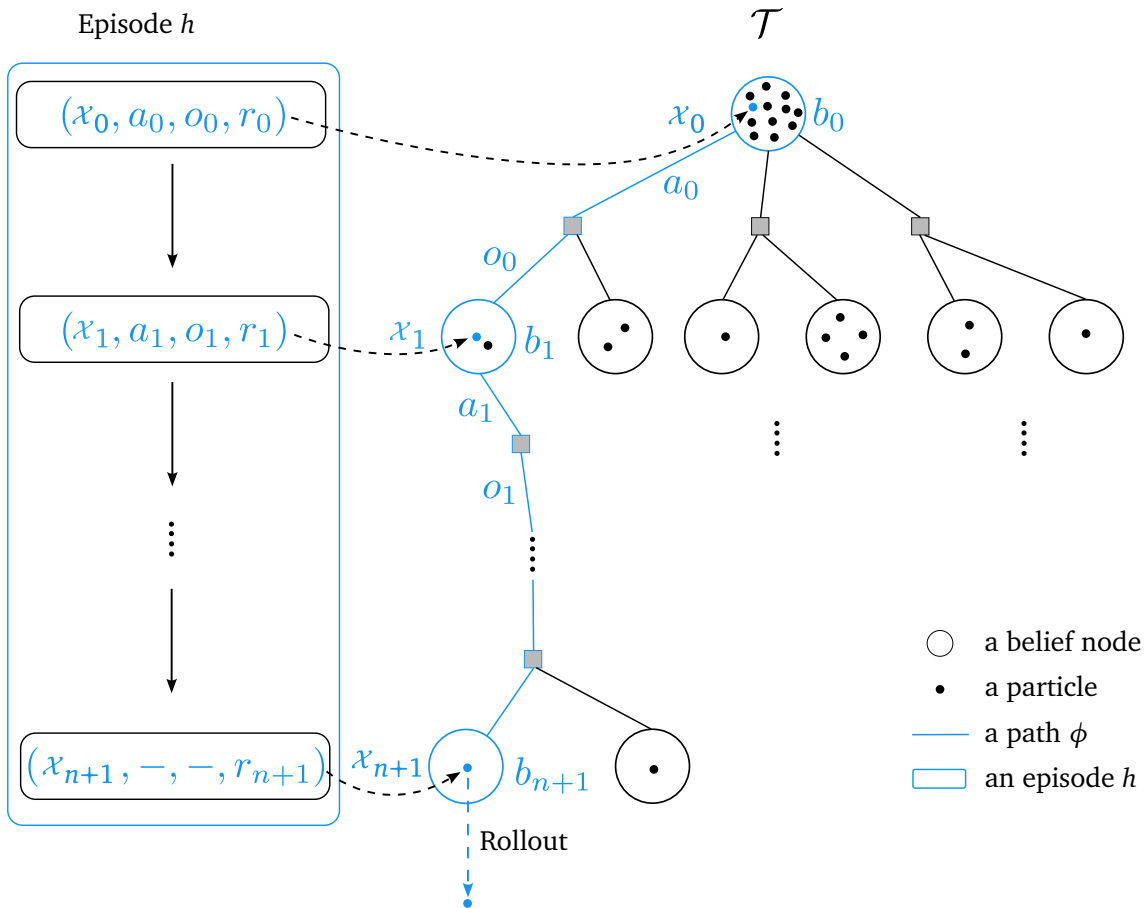 Episode h
𝒯
(x₀, a₀, o₀, r₀)
x₀
b₀
a₀
o₀
(x₁, a₁, o₁, r₁)
x₁
b₁
a₁
o₁
(xₙ₊₁, −, −, rₙ₊₁)
xₙ₊₁
bₙ₊₁
Rollout
a belief node
a particle
a path ϕ
an episode h